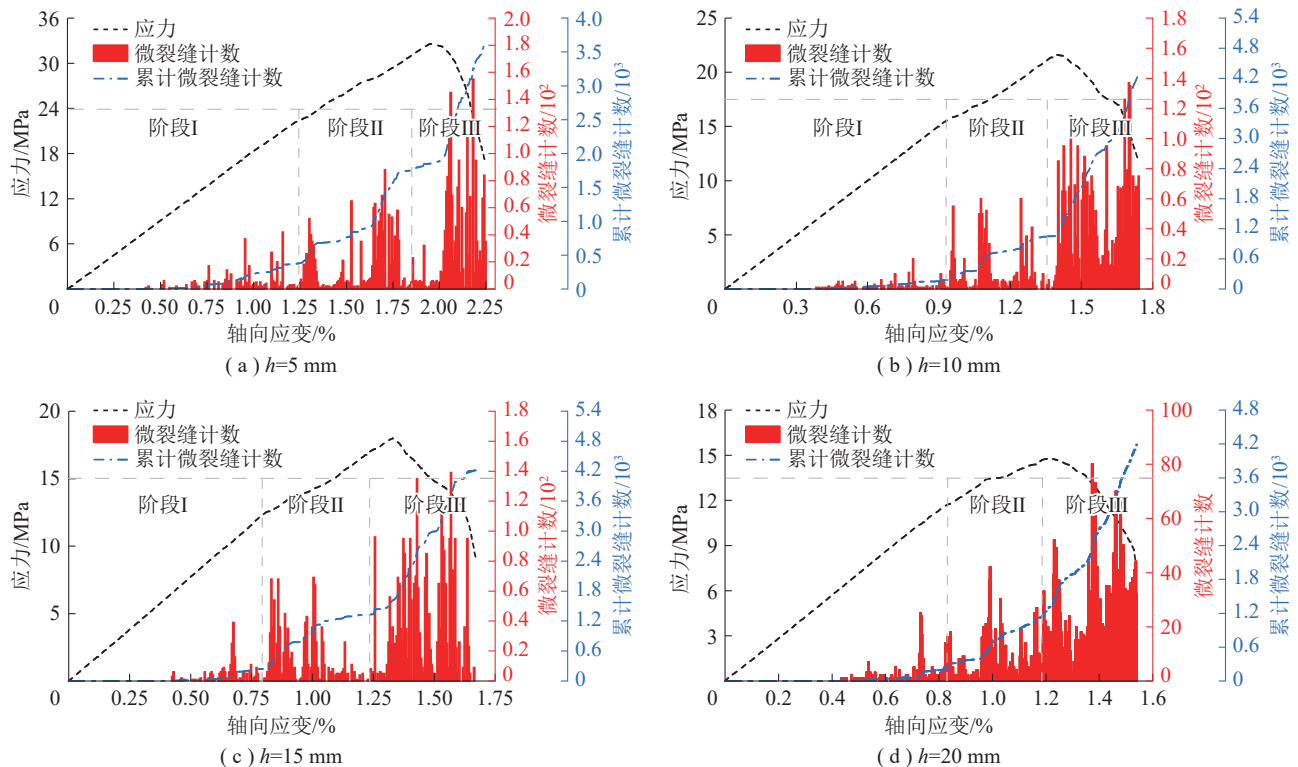 36
30
24
18
12
6
0
应力/MPa
应力
微裂缝计数
累计微裂缝计数
阶段I
阶段II
阶段III
0.25
0.50
0.75
1.00
1.25
1.50
1.75
2.00
2.25
轴向应变/%
2.0
1.8
1.6
1.4
1.2
1.0
0.8
0.6
0.4
0.2
0
微裂缝计数/10²
4.0
3.5
3.0
2.5
2.0
1.5
1.0
0.5
0
累计微裂缝计数/10³
( a ) h=5 mm
25
20
15
10
5
0
应力/MPa
应力
微裂缝计数
累计微裂缝计数
阶段I
阶段II
阶段III
0.3
0.6
0.9
1.2
1.5
1.8
轴向应变/%
1.8
1.6
1.4
1.2
1.0
0.8
0.6
0.4
0.2
0
微裂缝计数/10²
5.4
4.8
4.2
3.6
3.0
2.4
1.8
1.2
0.6
0
累计微裂缝计数/10³
( b ) h=10 mm
20
15
10
5
0
应力/MPa
应力
微裂缝计数
累计微裂缝计数
阶段I
阶段II
阶段III
0.25
0.50
0.75
1.00
1.25
1.50
1.75
轴向应变/%
1.8
1.6
1.4
1.2
1.0
0.8
0.6
0.4
0.2
0
微裂缝计数/10²
5.4
4.8
4.2
3.6
3.0
2.4
1.8
1.2
0.6
0
累计微裂缝计数/10³
( c ) h=15 mm
18
15
12
9
6
3
0
应力/MPa
应力
微裂缝计数
累计微裂缝计数
阶段I
阶段II
阶段III
0.2
0.4
0.6
0.8
1.0
1.2
1.4
1.6
轴向应变/%
100
80
60
40
20
0
微裂缝计数
4.8
4.2
3.6
3.0
2.4
1.8
1.2
0.6
0
累计微裂缝计数/10³
( d ) h=20 mm